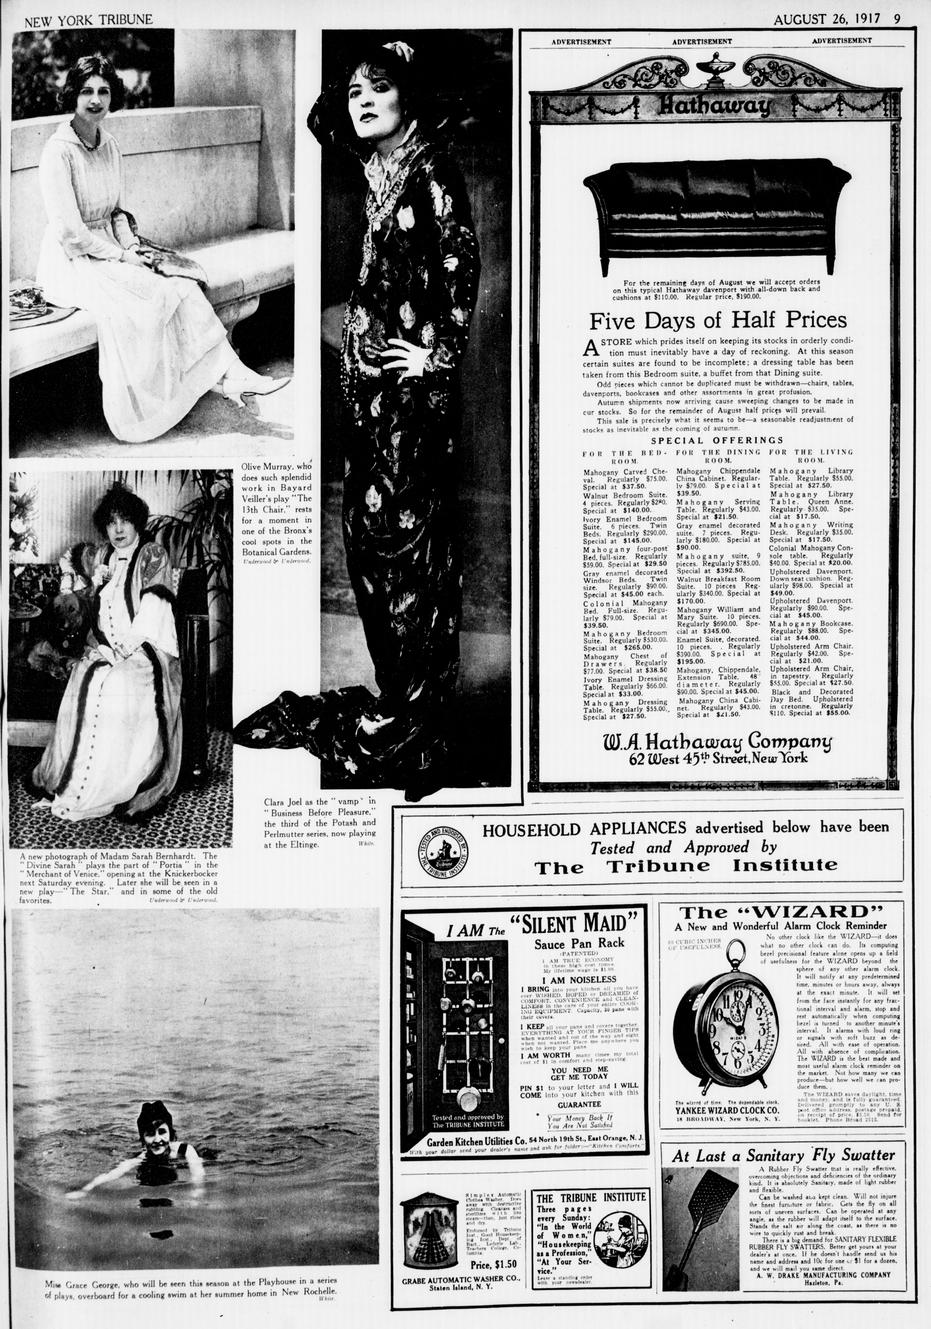 NEW YORK TRIBUNE
AUGUST 26, 1917 9
Olive Murray, who
does such splendid
work in Bayard
Veiller's play "The
13th Chair," rests
for a moment in
one of the Bronx's
cool spots in the
Botanical Gardens.
Underwood & Underwood.
Clara Joel as the "vamp" in
"Business Before Pleasure,"
the third of the Potash and
Perlmutter series, now playing
at the Eltinge.
White.
A new photograph of Madam Sarah Bernhardt. The
"Divine Sarah" plays the part of "Portia" in the
"Merchant of Venice," opening at the Knickerbocker
next Saturday evening. Later she will be seen in a
new play—"The Star," and in some of the old
favorites.
Underwood & Underwood.
Miss Grace George, who will be seen this season at the Playhouse in a series
of plays, overboard for a cooling swim at her summer home in New Rochelle.
White.
ADVERTISEMENT ADVERTISEMENT ADVERTISEMENT
Hathaway
For the remaining days of August we will accept orders
on this typical Hathaway davenport with all-down back and
cushions at $110.00. Regular price, $190.00.
Five Days of Half Prices
A STORE which prides itself on keeping its stocks in orderly condi-
tion must inevitably have a day of reckoning. At this season
certain suites are found to be incomplete; a dressing table has been
taken from this Bedroom suite, a buffet from that Dining suite.
Odd pieces which cannot be duplicated must be withdrawn—chairs, tables,
davenports, bookcases and other assortments in great profusion.
Autumn shipments now arriving cause sweeping changes to be made in
our stocks. So for the remainder of August half prices will prevail.
This sale is precisely what it seems to be—a seasonable readjustment of
stocks as inevitable as the coming of autumn.
SPECIAL OFFERINGS
FOR THE BED-
ROOM.
Mahogany Carved Che-
val. Regularly $75.00.
Special at $37.50.
Walnut Bedroom Suite.
pieces. Regularly $280.
Special at $140.00.
Ivory Enamel Bedroom
Suite. 6 pieces. Twin
Beds. Regularly $290.00.
Special at $145.00.
Mahogany four-post
Bed, full-size. Regularly
$59.00. Special at $29.50
Gray enamel decorated
Windsor Beds. Twin
size. Regularly $90.00.
Special at $45.00 each.
Colonial Mahogany
Bed. Full-size. Regu-
larly $79.00. Special at
$39.50.
Mahogany Bedroom
Suite. Regularly $530.00.
Special at $265.00.
Mahogany Chest of
Drawers. Regularly
$77.00. Special at $38.50
Ivory Enamel Dressing
Table. Regularly $66.00.
Special at $33.00.
Mahogany Dressing
Table. Regularly $55.00.
Special at $27.50.
FOR THE DINING
ROOM.
Mahogany Chippendale
China Cabinet. Regular-
ly $79.00. Special at
$39.50.
Mahogany Serving
Table. Regularly $43.00.
Special at $21.50.
Gray enamel decorated
suite. 7 pieces. Regu-
larly $180.00. Special at
$90.00.
Mahogany suite, 9
pieces. Regularly $785.00.
Special at $392.50.
Walnut Breakfast Room
Suite. 10 pieces Reg-
ularly $340.00. Special at
$170.00.
Mahogany William and
Mary Suite. 10 pieces.
Regularly $690.00. Spe-
cial at $345.00.
Enamel Suite, decorated.
10 pieces. Regularly
$390.00. Special at
$195.00.
Mahogany, Chippendale,
Extension Table, 48"
diameter. Regularly
$90.00. Special at $45.00.
Mahogany China Cabi-
net. Regularly $43.00.
Special at $21.50.
FOR THE LIVING
ROOM.
Mahogany Library
Table. Regularly $55.00.
Special at $27.50.
Mahogany Library
Table. Queen Anne.
Regularly $35.00. Spe-
cial at $17.50.
Mahogany Writing
Desk. Regularly $35.00.
Special at $17.50.
Colonial Mahogany Con-
sole table. Regularly
$40.00. Special at $20.00.
Upholstered Davenport.
Down seat cushion. Reg-
ularly $98.00. Special at
$49.00.
Upholstered Davenport.
Regularly $90.00. Spe-
cial at $45.00.
Mahogany Bookcase.
Regularly $88.00. Spe-
cial at $44.00.
Upholstered Arm Chair.
Regularly $42.00. Spe-
cial at $21.00.
Upholstered Arm Chair,
in tapestry. Regularly
$55.00. Special at $27.50.
Black and Decorated
Day Bed. Upholstered
in cretonne. Regularly
$110. Special at $55.00.
W.A. Hathaway Company
62 West 45th Street, New York
TESTED AND ENDORSED BY THE TRIBUNE INSTITUTE
HOUSEHOLD APPLIANCES advertised below have been
Tested and Approved by
The Tribune Institute
I AM The "SILENT MAID"
Sauce Pan Rack
(PATENTED)
I AM TRUE ECONOMY
in these high cost times.
My lifetime wage is $1.00.
I AM NOISELESS
I BRING into your kitchen all you have
ever WISHED, HOPED or DREAMED of
COMFORT, CONVENIENCE and CLEAN-
LINESS in the care of your entire COOK-
ING EQUIPMENT. Capacity, 20 pans with
their covers.
I KEEP all your pans and covers together
EVERYTHING AT YOUR FINGER TIPS
when wanted and out of the way and sight
when not wanted. Place me anywhere you
wish to keep your pans.
I AM WORTH many times my total
cost of $1 in comfort and step-saving.
YOU NEED ME
GET ME TODAY
PIN $1 to your letter and I WILL
COME into your kitchen with this
GUARANTEE
Your Money Back If
You Are Not Satisfied
Tested and approved by
The TRIBUNE INSTITUTE
Garden Kitchen Utilities Co. 54 North 19th St., East Orange, N. J.
With your dollar send your dealer's name and ask for folder—"Kitchen Comforts."
The "WIZARD"
A New and Wonderful Alarm Clock Reminder
CUBIC INCHES
OF USEFULNESS.
No other clock like the WIZARD—it does
what no other clock can do. Its computing
bezel precisional feature alone opens up a field
of usefulness for the WIZARD beyond the
sphere of any other alarm clock.
It will notify at any predetermined
time, minutes or hours away, always
at the exact minute. It will set
from the face instantly for any frac-
tional interval and alarm, stop and
rest automatically when computing
bezel is turned to another minute's
interval. It alarms with loud ring
or signals with soft buzz as de-
sired. All with ease of operation.
All with absence of complication.
The WIZARD is the best made and
most useful alarm clock reminder on
the market. Not how many we can
produce—but how well we can pro-
duce them.
The WIZARD saves daylight, time
and money, and is fully guaranteed.
Delivered promptly to any U. S.
post office address, postage prepaid,
on receipt of price. Send for
booklet.
The wizard of time. The dependable clock.
YANKEE WIZARD CLOCK CO.
18 BROADWAY, New York, N. Y.
At Last a Sanitary Fly Swatter
A Rubber Fly Swatter that is really effective,
overcoming objections and deficiencies of the ordinary
kind. It is absolutely Sanitary, made of light rubber
and flexible.
Can be washed and kept clean. Will not injure
the finest furniture or fabric. Gets the fly on all
sorts of uneven surfaces. Can be operated at any
angle, as the rubber will adapt itself to the surface.
Stands the salt air along the coast, as there is no
wire to quickly rust and break.
There is a big demand for SANITARY FLEXIBLE
RUBBER FLY SWATTERS. Better get yours at your
dealer's at once. If he doesn't handle send us his
name and address and 10c for one or $1 for a dozen,
and we will mail you same direct.
A. W. DRAKE MANUFACTURING COMPANY
Hazleton, Pa.
Simplex Automatic
Clothes Washer. Does
away with destructive
rubbing. Cleanses and
sterilizes with live
steam—
and dry.
Endorsed by Tribune
Inst., Good Housekeep-
ing Inst., Dept. of
Teachers College, Co-
lumbia.
Price, $1.50
GRABE AUTOMATIC WASHER CO.,
Staten Island, N. Y.
THE TRIBUNE INSTITUTE
Three pages
every Sunday:
"In the World
of Women,"
"Housekeeping
as a Profession,"
"At Your Ser-
vice."
Leave a standing order
with your newsdealer.